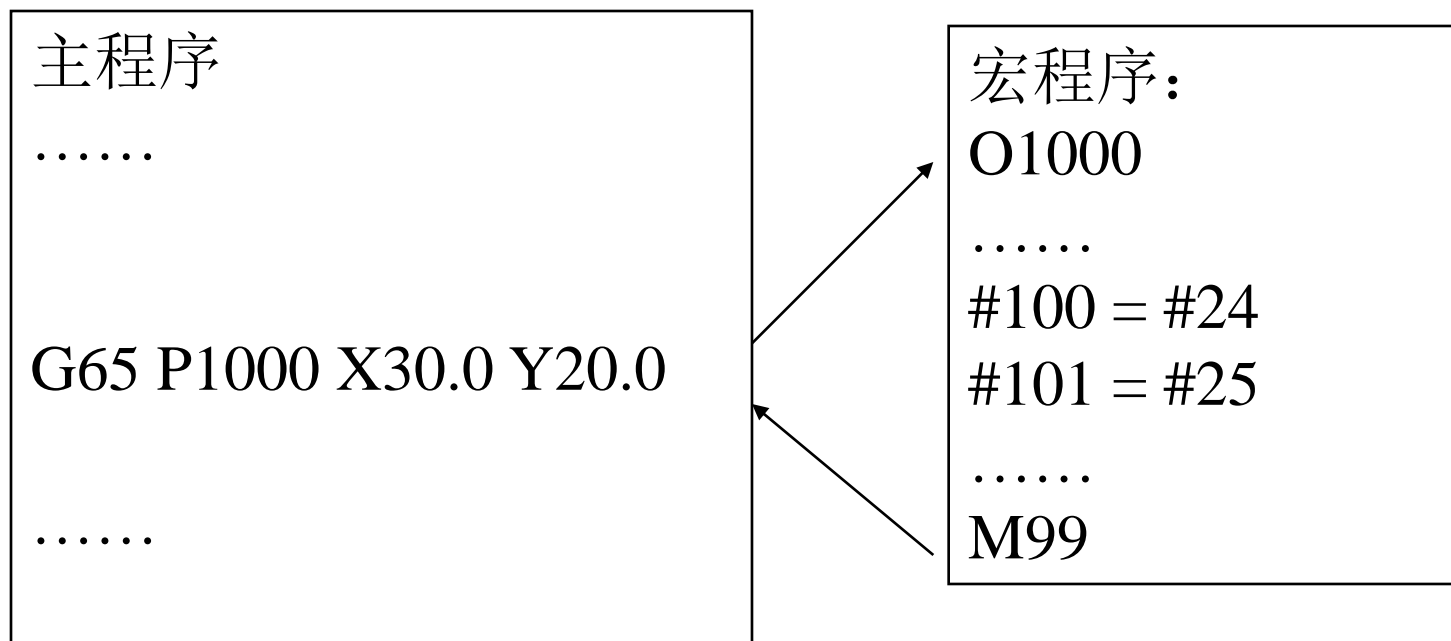 主程序
……
G65 P1000 X30.0 Y20.0
……
宏程序：
O1000
……
#100 = #24
#101 = #25
……
M99